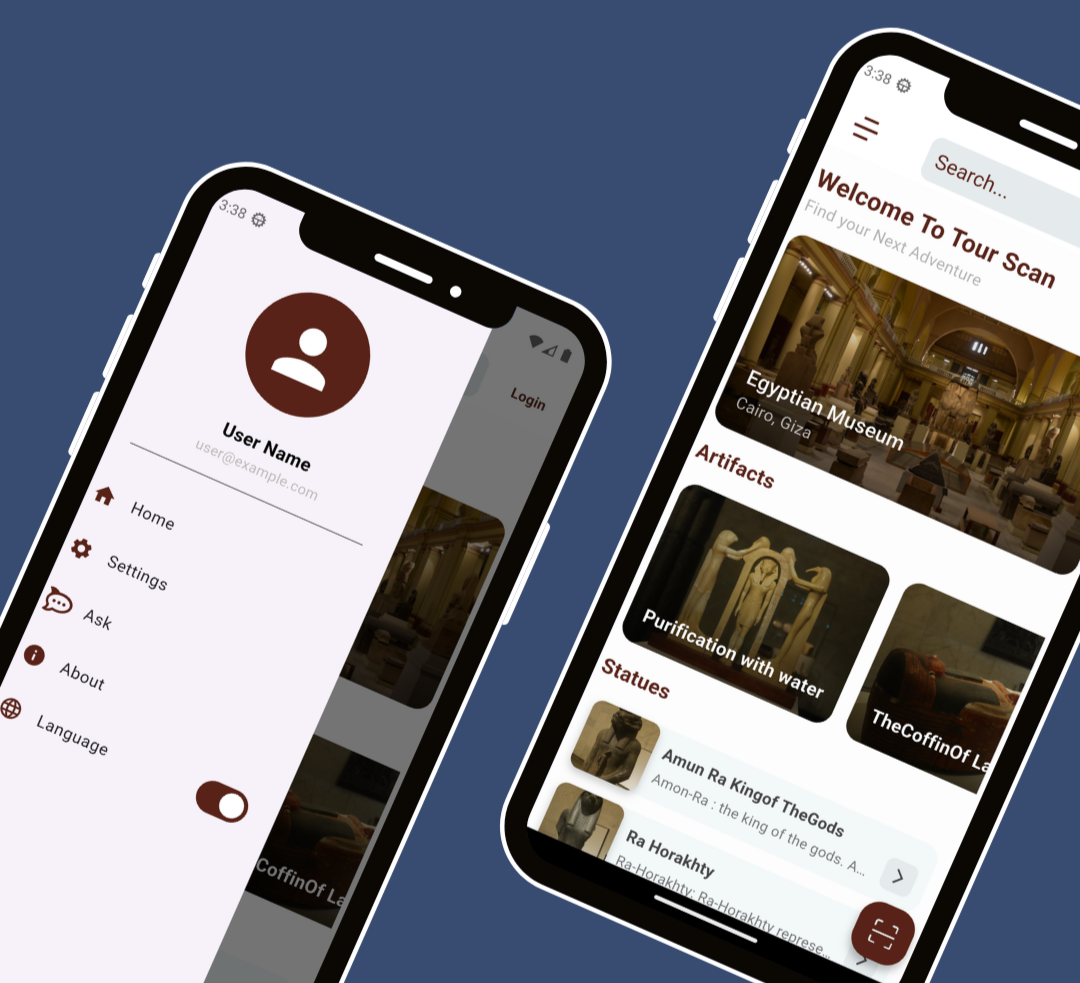 3:38
Login
User Name
user@example.com
Home
Settings
Ask
About
Language
CoffinOf La
3:38
Search...
Welcome To Tour Scan
Find your Next Adventure
Egyptian Museum
Cairo, Giza
Artifacts
Purification with water
TheCoffinOf La
Statues
Amun Ra Kingof TheGods
Amon-Ra : the king of the gods. A...
Ra Horakhty
Ra-Horakhty: Ra-Horakhty represe...